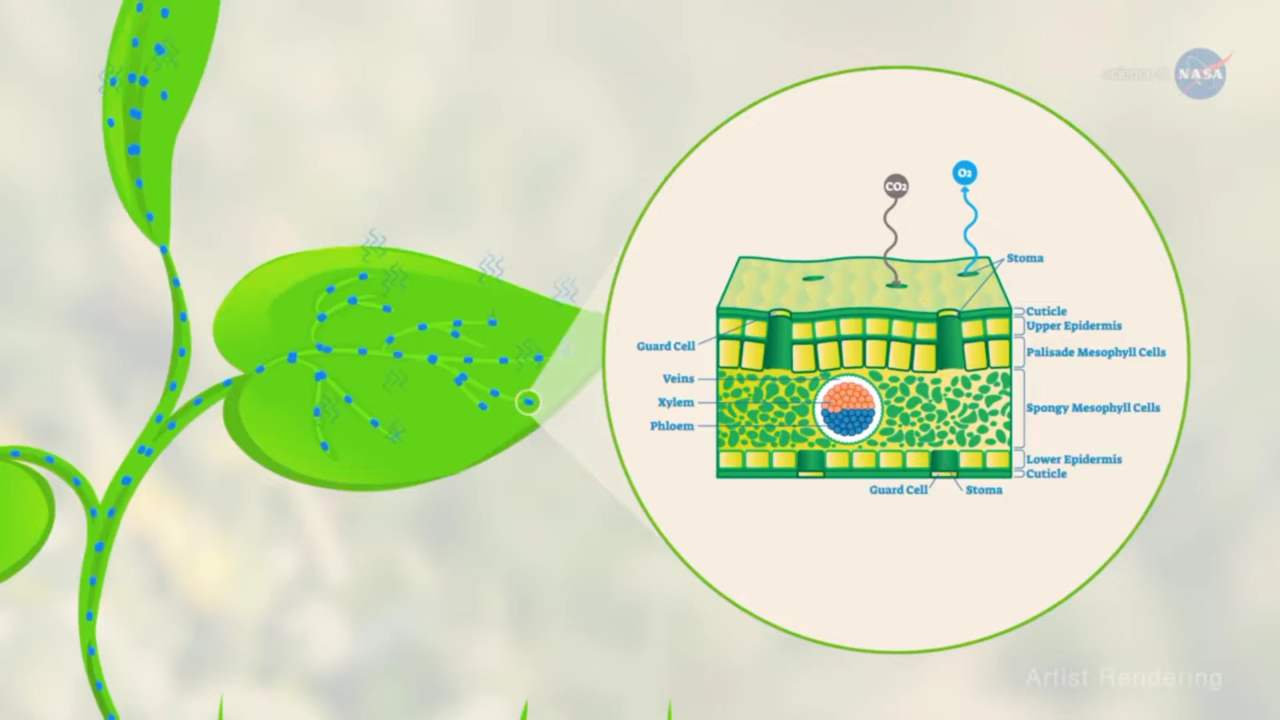 science@
NASA
CO₂
O₂
Stoma
Cuticle
Upper Epidermis
Guard Cell
Palisade Mesophyll Cells
Veins
Xylem
Spongy Mesophyll Cells
Phloem
Lower Epidermis
Cuticle
Guard Cell
Stoma
Artist Rendering